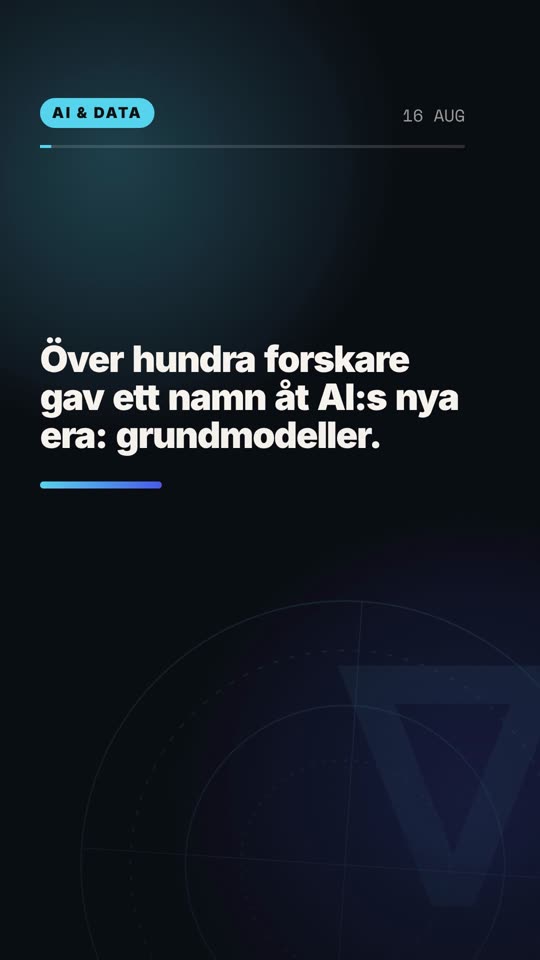 AI & DATA
16 AUG
Över hundra forskare
gav ett namn åt AI:s nya
era: grundmodeller.